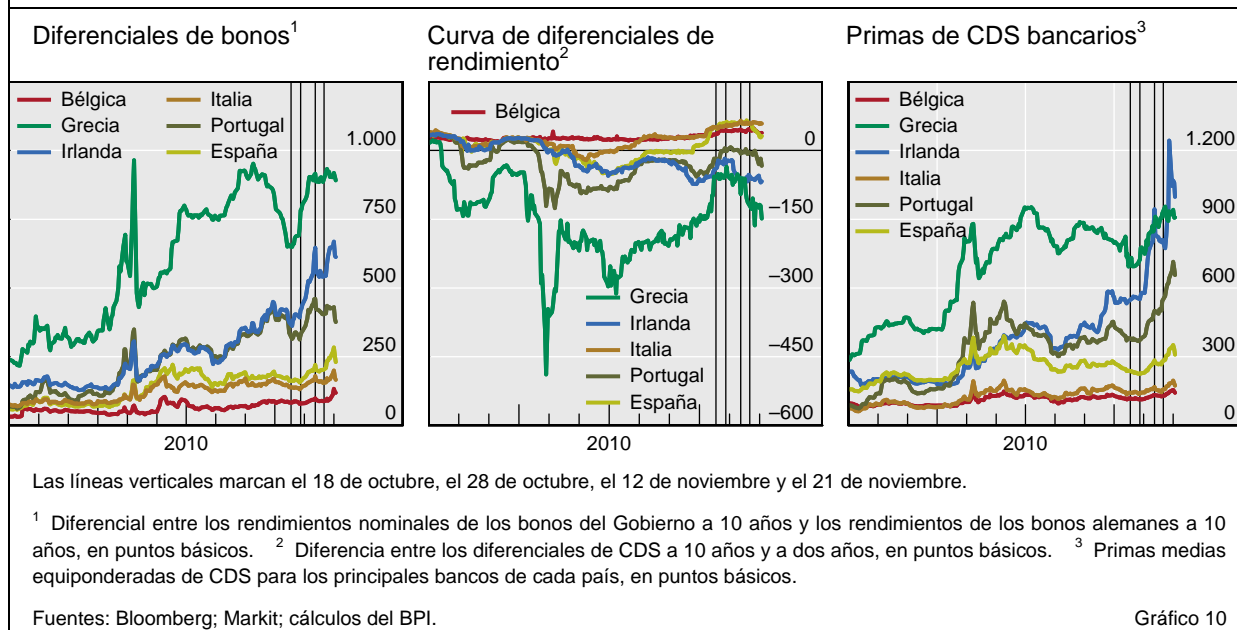 Diferenciales de bonos1
Bélgica
Grecia
Irlanda
Italia
Portugal
España
1.000
750
500
250
0
2010
Curva de diferenciales de
rendimiento2
Bélgica
Grecia
Irlanda
Italia
Portugal
España
0
–150
–300
–450
–600
2010
Primas de CDS bancarios3
Bélgica
Grecia
Irlanda
Italia
Portugal
España
1.200
900
600
300
0
2010
Las líneas verticales marcan el 18 de octubre, el 28 de octubre, el 12 de noviembre y el 21 de noviembre.
1 Diferencial entre los rendimientos nominales de los bonos del Gobierno a 10 años y los rendimientos de los bonos alemanes a 10
años, en puntos básicos. 2 Diferencia entre los diferenciales de CDS a 10 años y a dos años, en puntos básicos. 3 Primas medias
equiponderadas de CDS para los principales bancos de cada país, en puntos básicos.
Fuentes: Bloomberg; Markit; cálculos del BPI. Gráfico 10